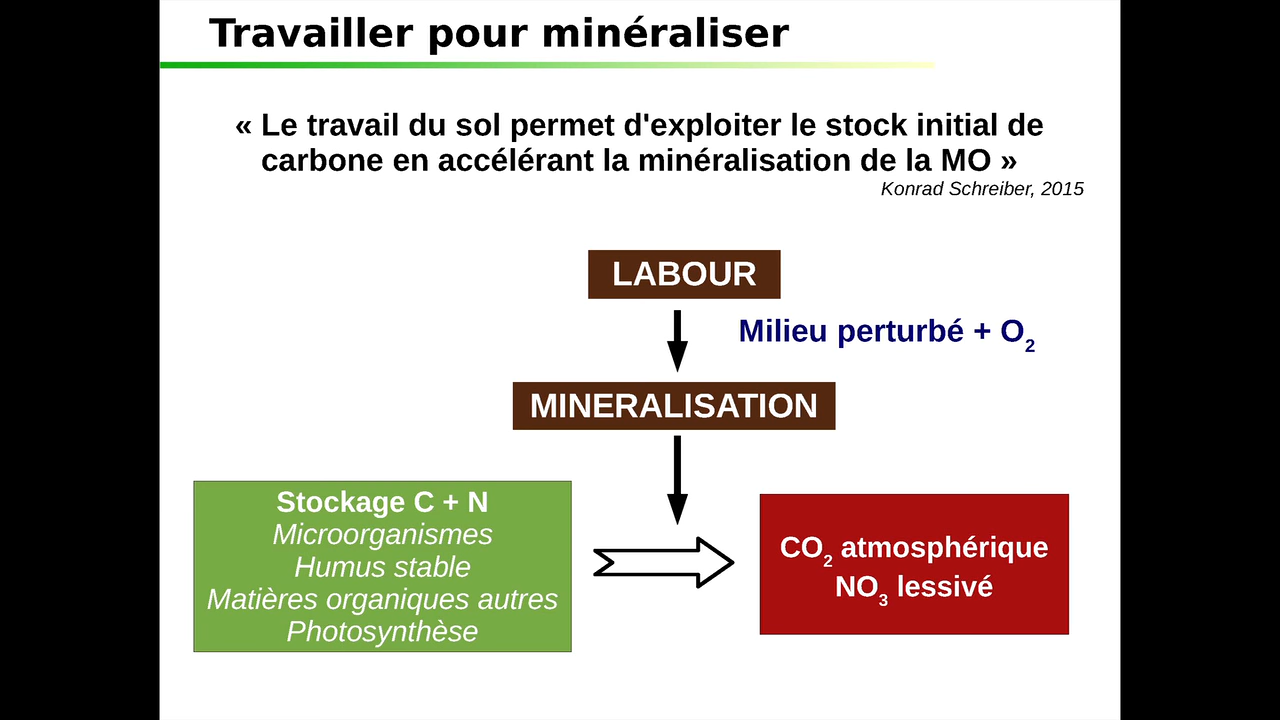 Travailler pour minéraliser
« Le travail du sol permet d'exploiter le stock initial de
carbone en accélérant la minéralisation de la MO »
Konrad Schreiber, 2015
LABOUR
Milieu perturbé + O2
MINERALISATION
Stockage C + N
Microorganismes
Humus stable
Matières organiques autres
Photosynthèse
CO2 atmosphérique
NO3 lessivé